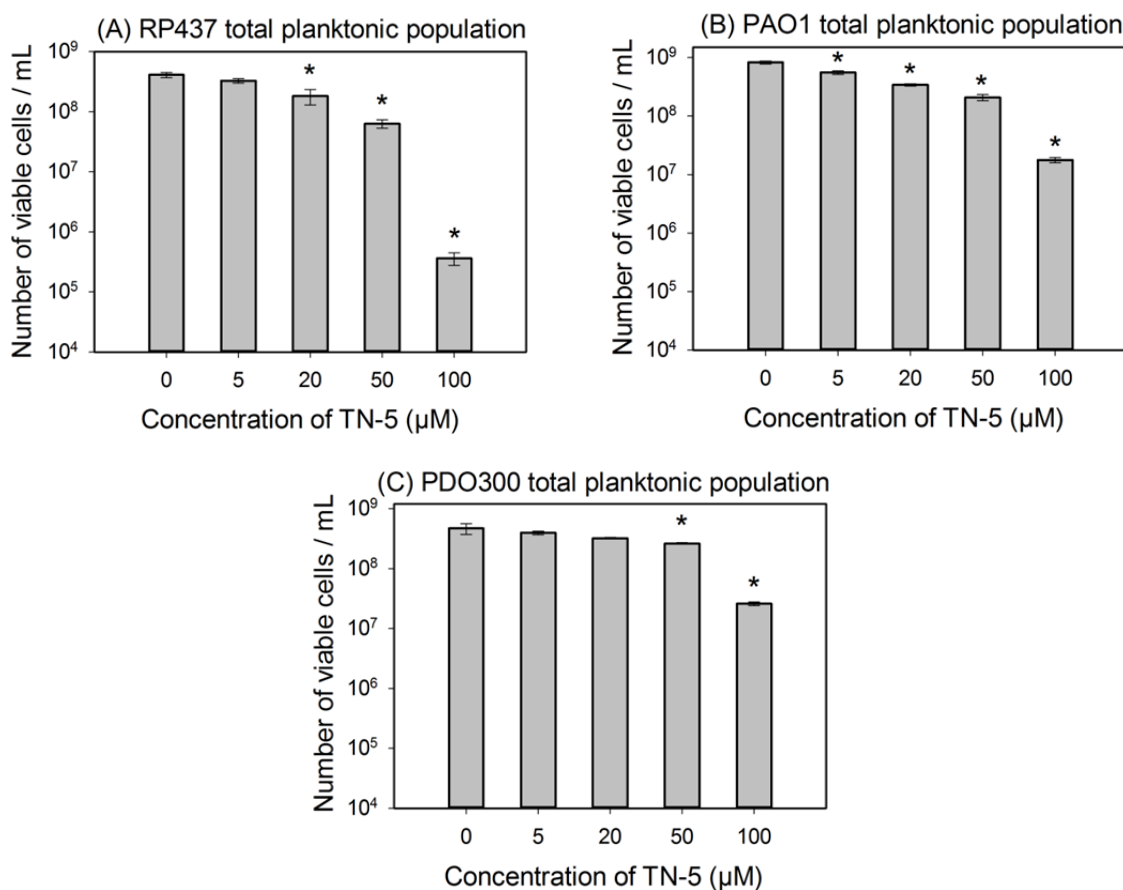 (A) RP437 total planktonic population
Number of viable cells / mL
10⁹
10⁸
10⁷
10⁶
10⁵
10⁴
*
*
*
0 5 20 50 100
Concentration of TN-5 (µM)
(B) PAO1 total planktonic population
Number of viable cells / mL
10⁹
10⁸
10⁷
10⁶
10⁵
10⁴
*
*
*
*
0 5 20 50 100
Concentration of TN-5 (µM)
(C) PDO300 total planktonic population
Number of viable cells / mL
10⁹
10⁸
10⁷
10⁶
10⁵
10⁴
*
*
0 5 20 50 100
Concentration of TN-5 (µM)